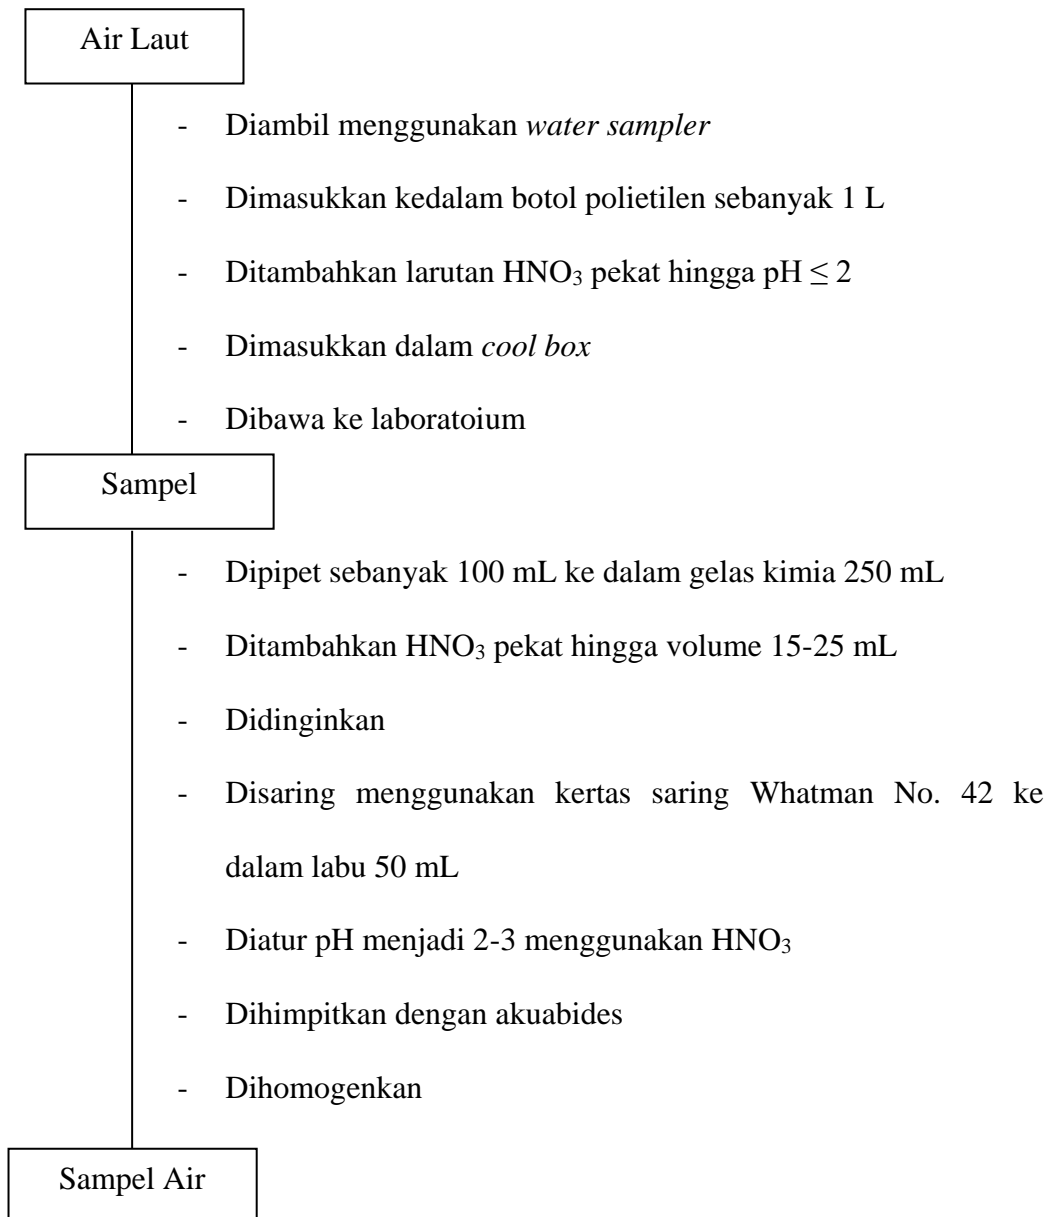 Air Laut
- Diambil menggunakan water sampler
- Dimasukkan kedalam botol polietilen sebanyak 1 L
- Ditambahkan larutan HNO₃ pekat hingga pH ≤ 2
- Dimasukkan dalam cool box
- Dibawa ke laboratoium
Sampel
- Dipipet sebanyak 100 mL ke dalam gelas kimia 250 mL
- Ditambahkan HNO₃ pekat hingga volume 15-25 mL
- Didinginkan
- Disaring menggunakan kertas saring Whatman No. 42 ke
dalam labu 50 mL
- Diatur pH menjadi 2-3 menggunakan HNO₃
- Dihimpitkan dengan akuabides
- Dihomogenkan
Sampel Air